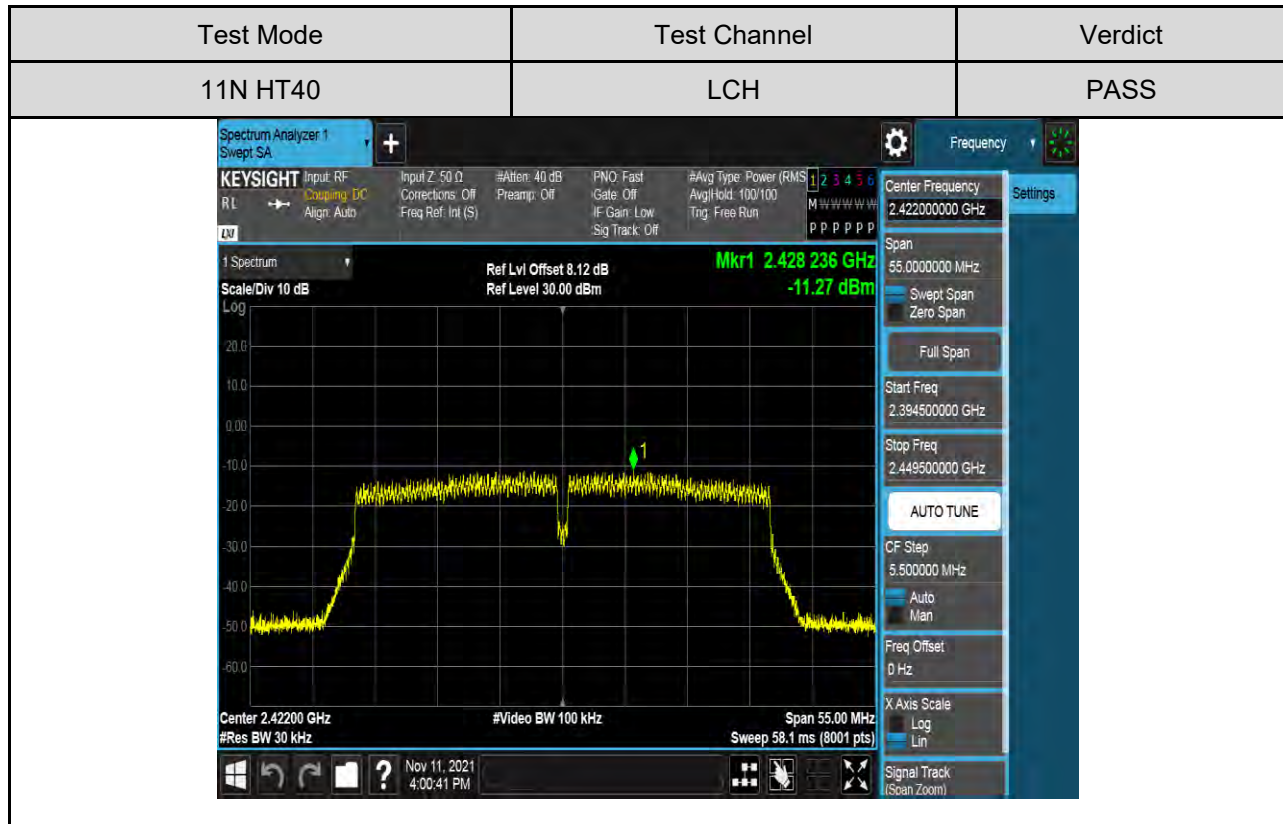 Test Mode Test Channel Verdict
11N HT40 LCH PASS
Spectrum Analyzer 1
Swept SA
Frequency
KEYSIGHT Input: RF Input Z: 50 Ω #Atten: 40 dB PNO: Fast #Avg Type: Power (RMS 1 2 3 4 5 6
RL Coupling: DC Corrections: Off Preamp: Off Gate: Off Avg|Hold: 100/100 M W W W W W
Align: Auto Freq Ref: Int (S) IF Gain: Low Trig: Free Run
Sig Track: Off P P P P P P
LXI
Center Frequency
2.422000000 GHz
Settings
1 Spectrum
Ref Lvl Offset 8.12 dB Mkr1 2.428 236 GHz
Scale/Div 10 dB Ref Level 30.00 dBm -11.27 dBm
Log
20.0
10.0
0.00
-10.0
-20.0
-30.0
-40.0
-50.0
-60.0
1
Center 2.42200 GHz #Video BW 100 kHz Span 55.00 MHz
#Res BW 30 kHz Sweep 58.1 ms (8001 pts)
Span
55.0000000 MHz
Swept Span
Zero Span
Full Span
Start Freq
2.394500000 GHz
Stop Freq
2.449500000 GHz
AUTO TUNE
CF Step
5.500000 MHz
Auto
Man
Freq Offset
0 Hz
X Axis Scale
Log
Lin
Signal Track
(Span Zoom)
? Nov 11, 2021
4:00:41 PM